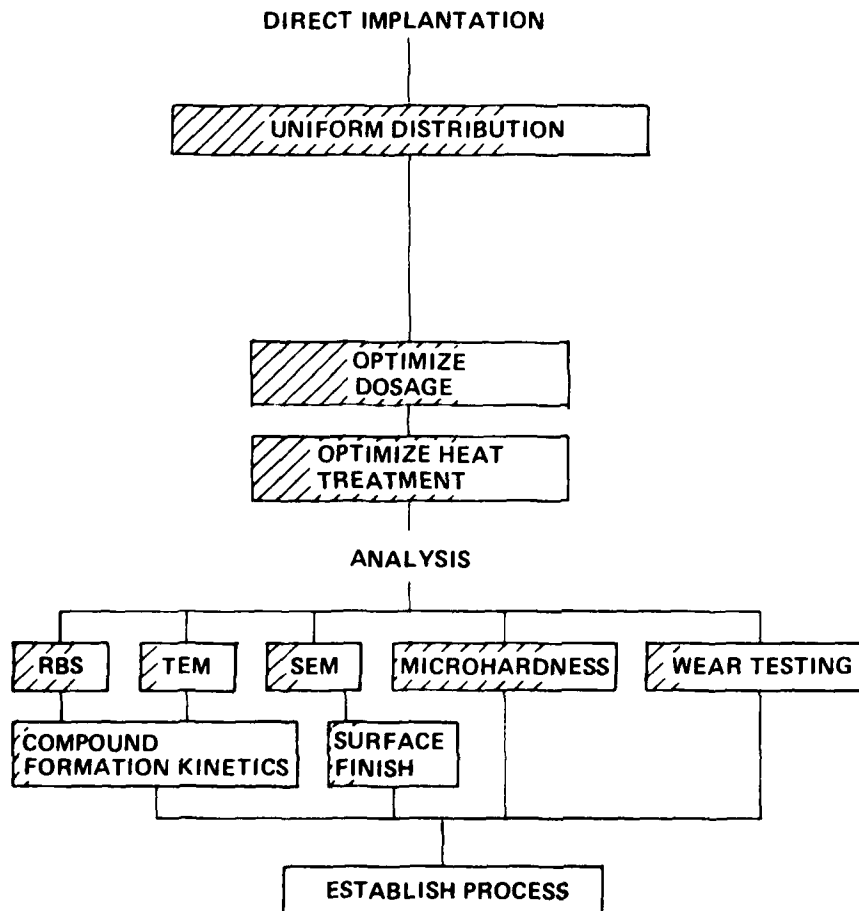 DIRECT IMPLANTATION
UNIFORM DISTRIBUTION
OPTIMIZE
DOSAGE
OPTIMIZE HEAT
TREATMENT
ANALYSIS
RBS
TEM
SEM
MICROHARDNESS
WEAR TESTING
COMPOUND
FORMATION KINETICS
SURFACE
FINISH
ESTABLISH PROCESS